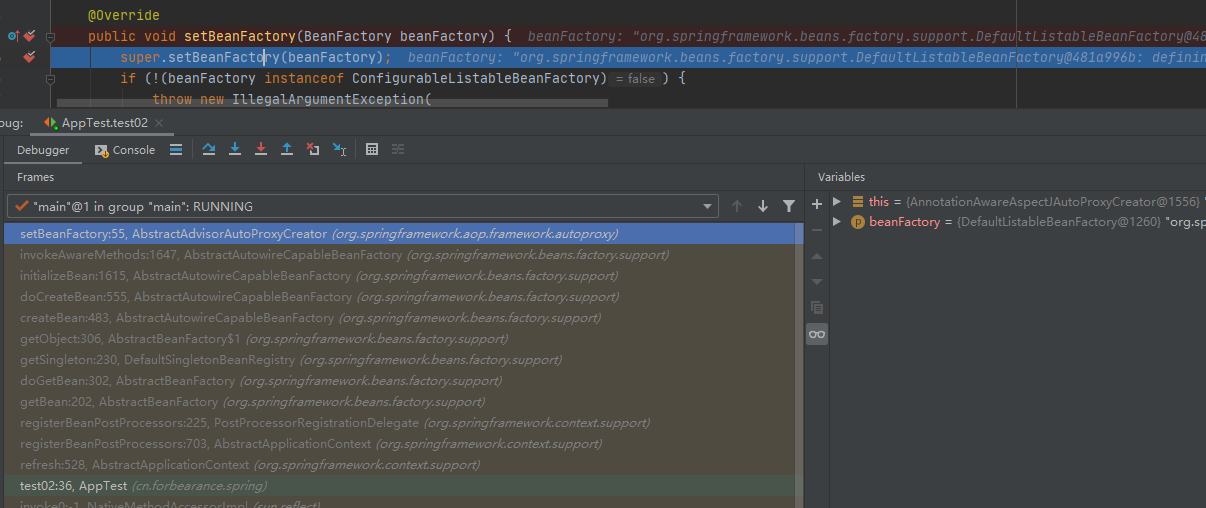 @Override
public void setBeanFactory(BeanFactory beanFactory) { beanFactory: "org.springframework.beans.factory.support.DefaultListableBeanFactory@48
super.setBeanFactory(beanFactory); beanFactory: "org.springframework.beans.factory.support.DefaultListableBeanFactory@481a996b: definin
if (!(beanFactory instanceof ConfigurableListableBeanFactory) = false ) {
throw new IllegalArgumentException(
bug: AppTest.test02
Debugger Console
Frames Variables
"main"@1 in group "main": RUNNING
this = {AnnotationAwareAspectJAutoProxyCreator@1556} "
beanFactory = {DefaultListableBeanFactory@1260} "org.sp
setBeanFactory:55, AbstractAdvisorAutoProxyCreator (org.springframework.aop.framework.autoproxy)
invokeAwareMethods:1647, AbstractAutowireCapableBeanFactory (org.springframework.beans.factory.support)
initializeBean:1615, AbstractAutowireCapableBeanFactory (org.springframework.beans.factory.support)
doCreateBean:555, AbstractAutowireCapableBeanFactory (org.springframework.beans.factory.support)
createBean:483, AbstractAutowireCapableBeanFactory (org.springframework.beans.factory.support)
getObject:306, AbstractBeanFactory$1 (org.springframework.beans.factory.support)
getSingleton:230, DefaultSingletonBeanRegistry (org.springframework.beans.factory.support)
doGetBean:302, AbstractBeanFactory (org.springframework.beans.factory.support)
getBean:202, AbstractBeanFactory (org.springframework.beans.factory.support)
registerBeanPostProcessors:225, PostProcessorRegistrationDelegate (org.springframework.context.support)
registerBeanPostProcessors:703, AbstractApplicationContext (org.springframework.context.support)
refresh:528, AbstractApplicationContext (org.springframework.context.support)
test02:36, AppTest (cn.forbearance.spring)
invoke0:-1, NativeMethodAccessorImpl (sun.reflect)